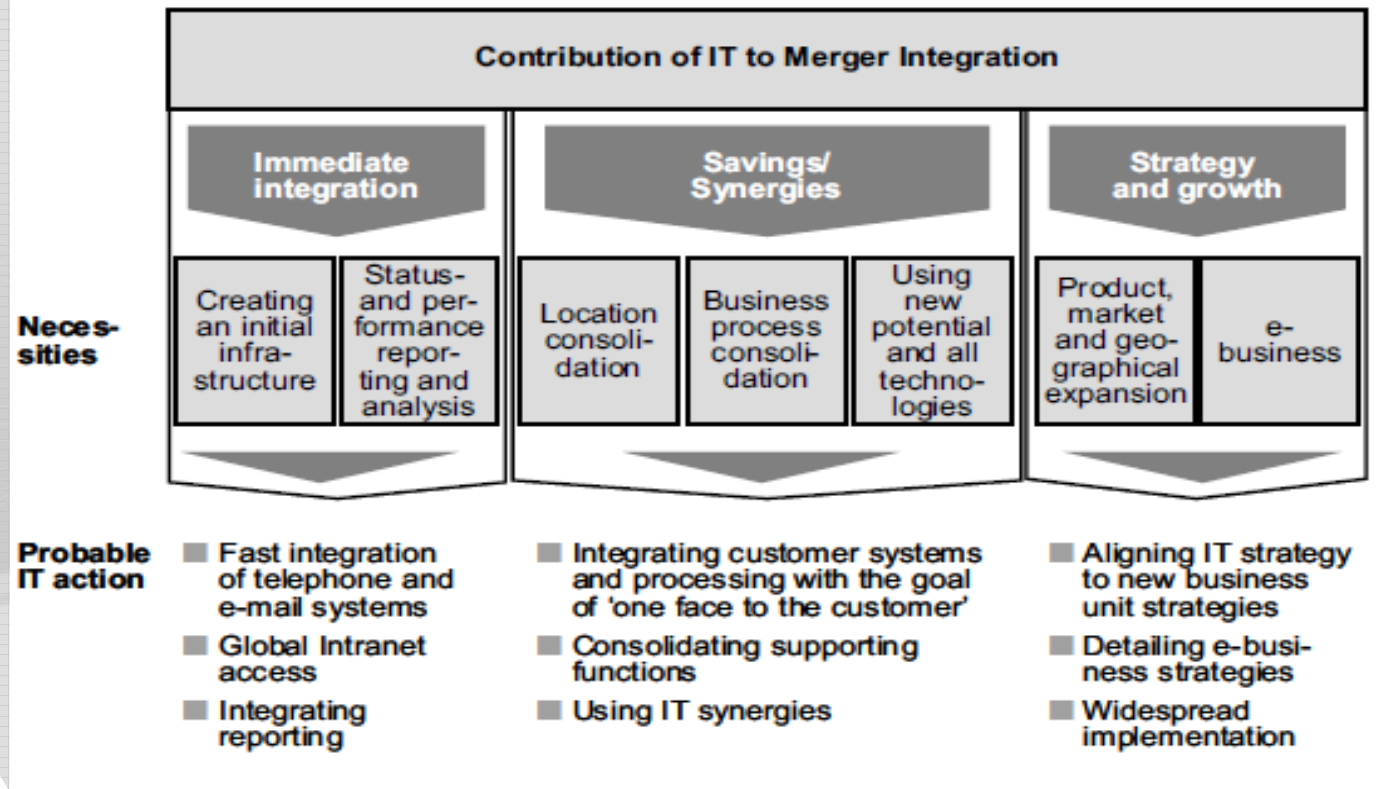 Contribution of IT to Merger Integration
Immediate
integration
Savings/
Synergies
Strategy
and growth
Neces-
sities
Creating
an initial
infra-
structure
Status-
and per-
formance
repor-
ting and
analysis
Location
consoli-
dation
Business
process
consoli-
dation
Using
new
potential
and all
techno-
logies
Product,
market
and geo-
graphical
expansion
e-
business
Probable
IT action
Fast integration
of telephone and
e-mail systems
Global Intranet
access
Integrating
reporting
Integrating customer systems
and processing with the goal
of 'one face to the customer'
Consolidating supporting
functions
Using IT synergies
Aligning IT strategy
to new business
unit strategies
Detailing e-busi-
ness strategies
Widespread
implementation